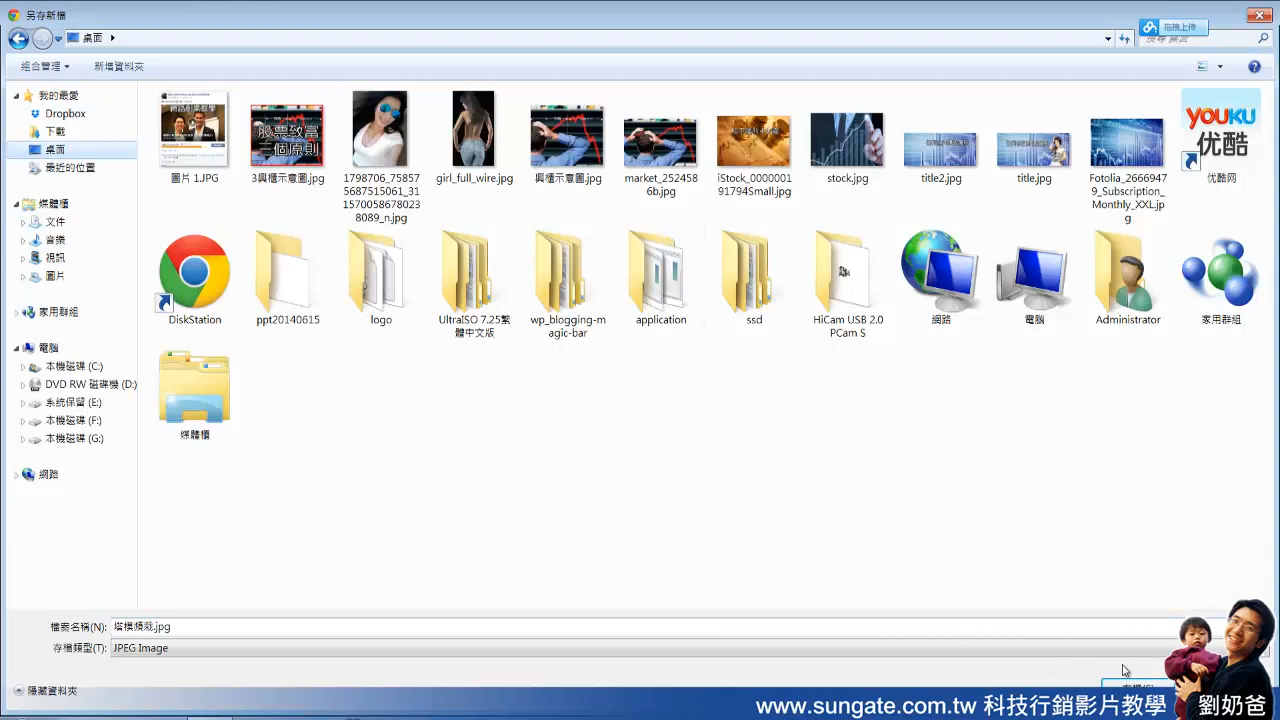 另存新檔
桌面
拖拽上传
搜尋 桌面
組合管理
新增資料夾
我的最愛
Dropbox
下載
桌面
最近的位置
媒體櫃
文件
音樂
視訊
圖片
家用群組
電腦
本機磁碟 (C:)
DVD RW 磁碟機 (D:)
系統保留 (E:)
本機磁碟 (F:)
本機磁碟 (G:)
網路
股票致富
三個原則
YOUKU
优酷
圖片 1.JPG
3興櫃示意圖.jpg
1798706_75857
5687515061_31
1570058678023
8089_n.jpg
girl_full_wire.jpg
興櫃示意圖.jpg
market_252458
6b.jpg
iStock_0000001
91794Small.jpg
stock.jpg
title2.jpg
title.jpg
Fotolia_2666947
9_Subscription_
Monthly_XXL.jp
g
优酷网
DiskStation
ppt20140615
logo
UltraISO 7.25繁
體中文版
wp_blogging-m
agic-bar
application
ssd
HiCam USB 2.0
PCam S
網路
電腦
Administrator
家用群組
媒體櫃
檔案名稱(N):
.jpg
存檔類型(T):
JPEG Image
隱藏資料夾
www.sungate.com.tw 科技行銷影片教學
劉奶爸